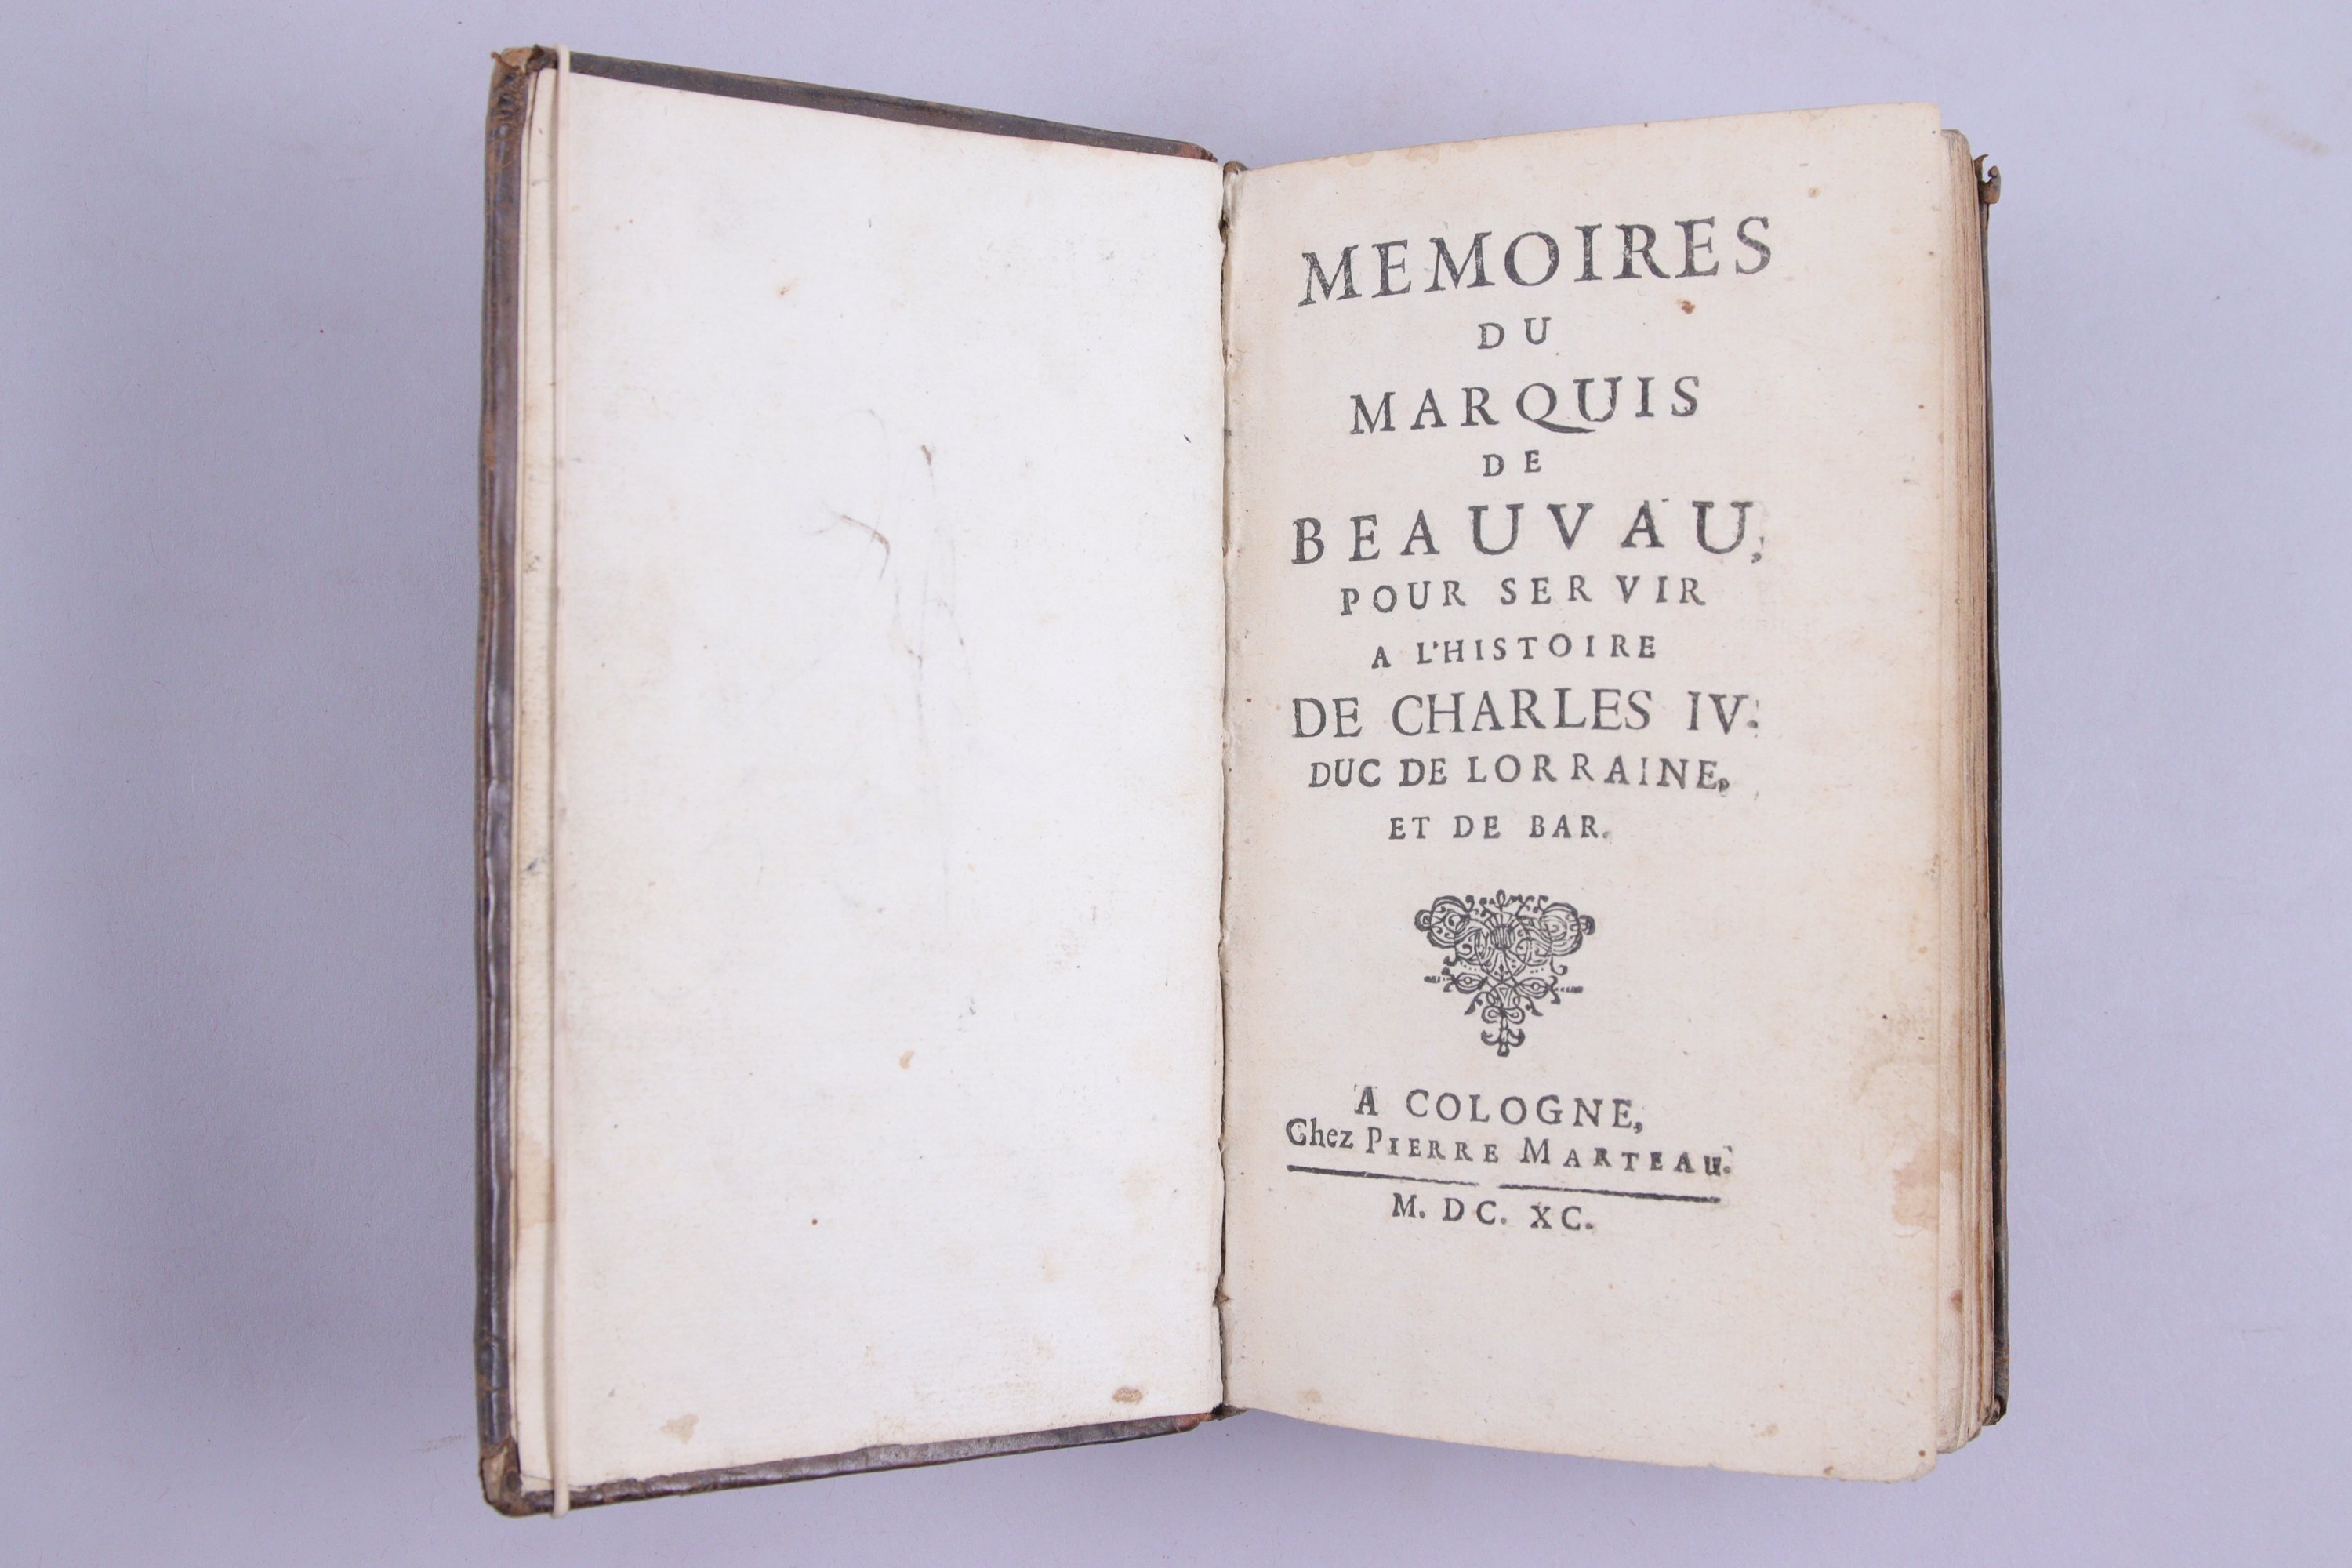 MEMOIRES
DU
MARQUIS
DE
BEAUVAU,
POUR SERVIR
A L'HISTOIRE
DE CHARLES IV.
DUC DE LORRAINE,
ET DE BAR.
A COLOGNE,
Chez PIERRE MARTEAU.
M. DC. XC.